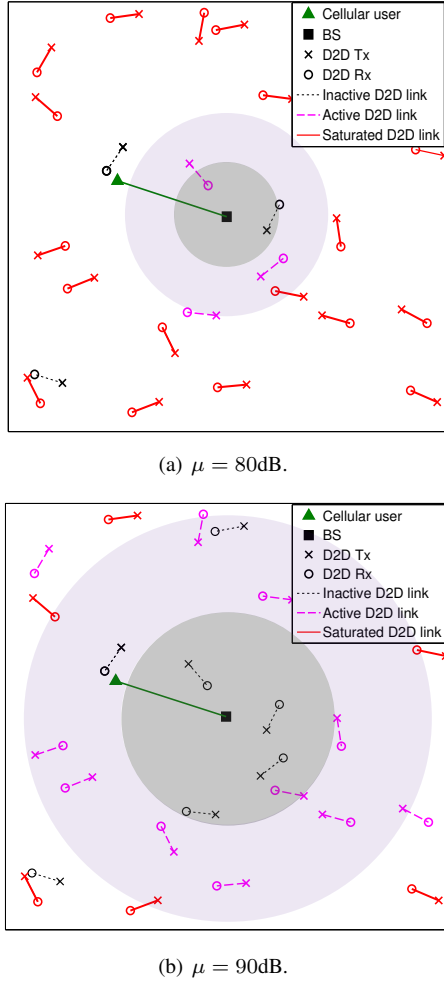 Cellular user
BS
D2D Tx
D2D Rx
Inactive D2D link
Active D2D link
Saturated D2D link
(a) μ = 80dB.
Cellular user
BS
D2D Tx
D2D Rx
Inactive D2D link
Active D2D link
Saturated D2D link
(b) μ = 90dB.